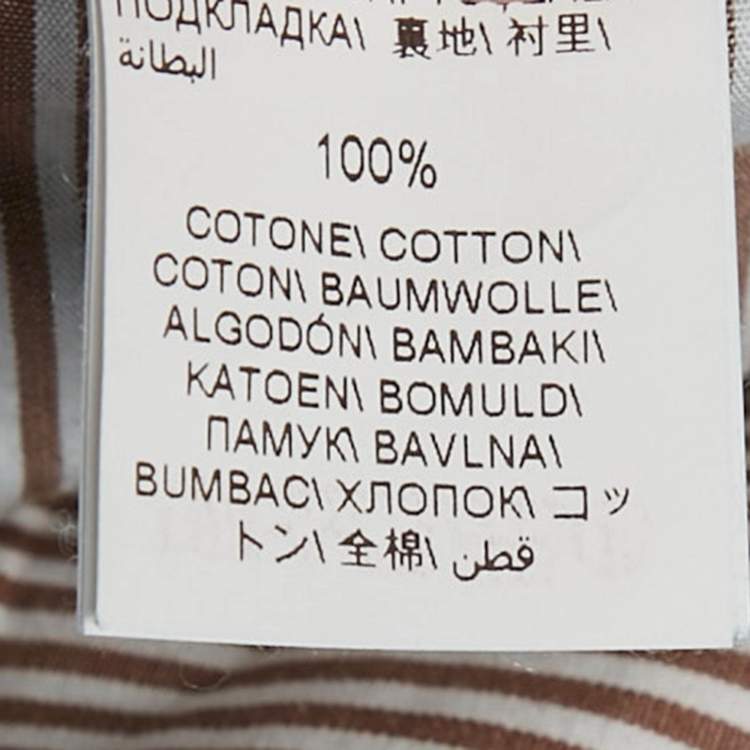 ПОДКЛАДКА\ 裏地\ 衬里\
البطانة
100%
COTONE\ COTTON\
COTON\ BAUMWOLLE\
ALGODÓN\ BAMBAKI\
KATOEN\ BOMULD\
ПАМУК\ BAVLNA\
BUMBAC\ ХЛОПОК\ コッ
トン\ 全棉\ قطن